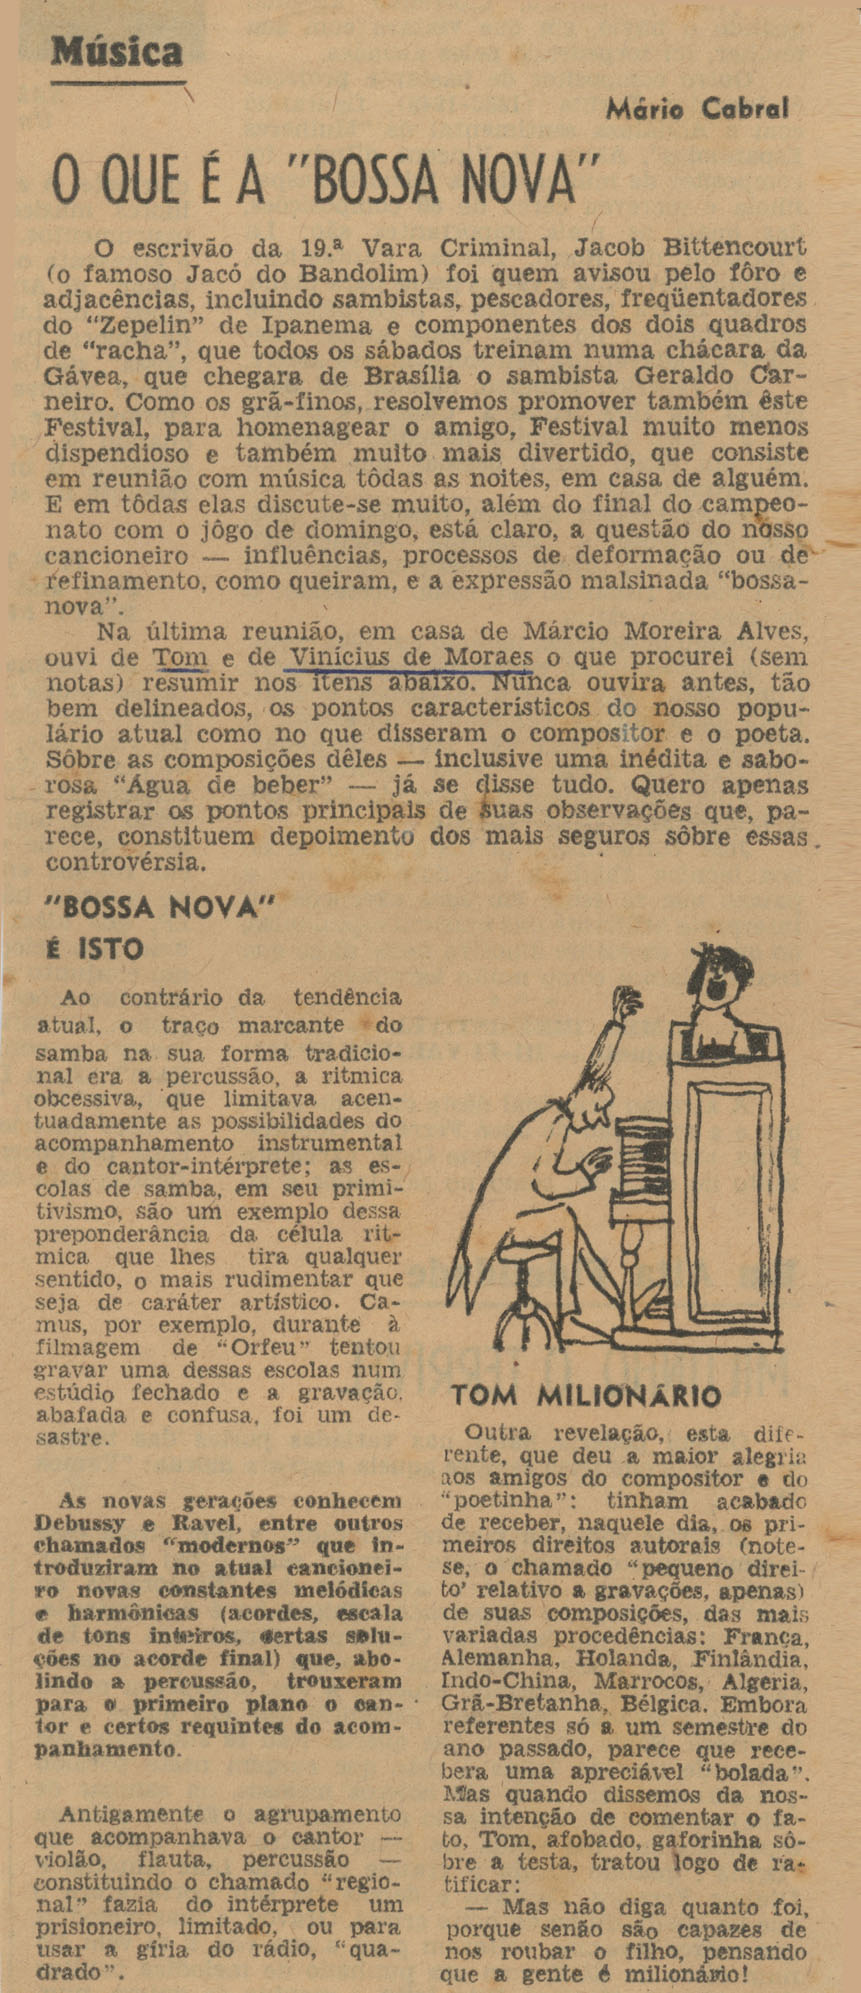 Música
Mário Cabral
O QUE É A "BOSSA NOVA"
O escrivão da 19.ª Vara Criminal, Jacob Bittencourt
(o famoso Jacó do Bandolim) foi quem avisou pelo fôro e
adjacências, incluindo sambistas, pescadores, freqüentadores
do "Zepelin" de Ipanema e componentes dos dois quadros
de "racha", que todos os sábados treinam numa chácara da
Gávea, que chegara de Brasília o sambista Geraldo Car-
neiro. Como os grã-finos, resolvemos promover também êste
Festival, para homenagear o amigo, Festival muito menos
dispendioso e também muito mais divertido, que consiste
em reunião com música tôdas as noites, em casa de alguém.
E em tôdas elas discute-se muito, além do final do campeo-
nato com o jôgo de domingo, está claro, a questão do nosso
cancioneiro — influências, processos de deformação ou de
refinamento, como queiram, e a expressão malsinada "bossa-
nova".
Na última reunião, em casa de Márcio Moreira Alves,
ouvi de Tom e de Vinícius de Moraes o que procurei (sem
notas) resumir nos ítens abaixo. Nunca ouvira antes, tão
bem delineados, os pontos característicos do nosso popu-
lário atual como no que disseram o compositor e o poeta.
Sôbre as composições dêles — inclusive uma inédita e sabo-
rosa "Água de beber" — já se disse tudo. Quero apenas
registrar os pontos principais de suas observações que, pa-
rece, constituem depoimento dos mais seguros sôbre essas
controvérsia.
"BOSSA NOVA"
É ISTO
Ao contrário da tendência
atual, o traço marcante do
samba na sua forma tradicio-
nal era a percussão, a ritmica
obcessiva, que limitava acen-
tuadamente as possibilidades do
acompanhamento instrumental
e do cantor-intérprete; as es-
colas de samba, em seu primi-
tivismo, são um exemplo dessa
preponderância da célula rit-
mica que lhes tira qualquer
sentido, o mais rudimentar que
seja de caráter artístico. Ca-
mus, por exemplo, durante à
filmagem de "Orfeu" tentou
gravar uma dessas escolas num
estúdio fechado e a gravação,
abafada e confusa, foi um de-
sastre.
As novas gerações conhecem
Debussy e Ravel, entre outros
chamados "modernos" que in-
troduziram no atual cancionei-
ro novas constantes melódicas
e harmônicas (acordes, escala
de tons inteiros, certas solu-
ções no acorde final) que, abo-
lindo a percussão, trouxeram
para o primeiro plano o can-
tor e certos requintes do acom-
panhamento.
Antigamente o agrupamento
que acompanhava o cantor —
violão, flauta, percussão —
constituindo o chamado "regio-
nal" fazia do intérprete um
prisioneiro, limitado, ou para
usar a gíria do rádio, "qua-
drado".
TOM MILIONÁRIO
Outra revelação, esta dife-
rente, que deu a maior alegria
aos amigos do compositor e do
"poetinha": tinham acabado
de receber, naquele dia, os pri-
meiros direitos autorais (note-
se, o chamado "pequeno direi-
to' relativo a gravações, apenas)
de suas composições, das mais
variadas procedências: França,
Alemanha, Holanda, Finlândia,
Indo-China, Marrocos, Algeria,
Grã-Bretanha, Bélgica. Embora
referentes só a um semestre do
ano passado, parece que rece-
bera uma apreciável "bolada".
Mas quando dissemos da nos-
sa intenção de comentar o fa-
to, Tom, afobado, gaforinha sô-
bre a testa, tratou logo de ra-
tificar:
— Mas não diga quanto foi,
porque senão são capazes de
nos roubar o filho, pensando
que a gente é milionário!